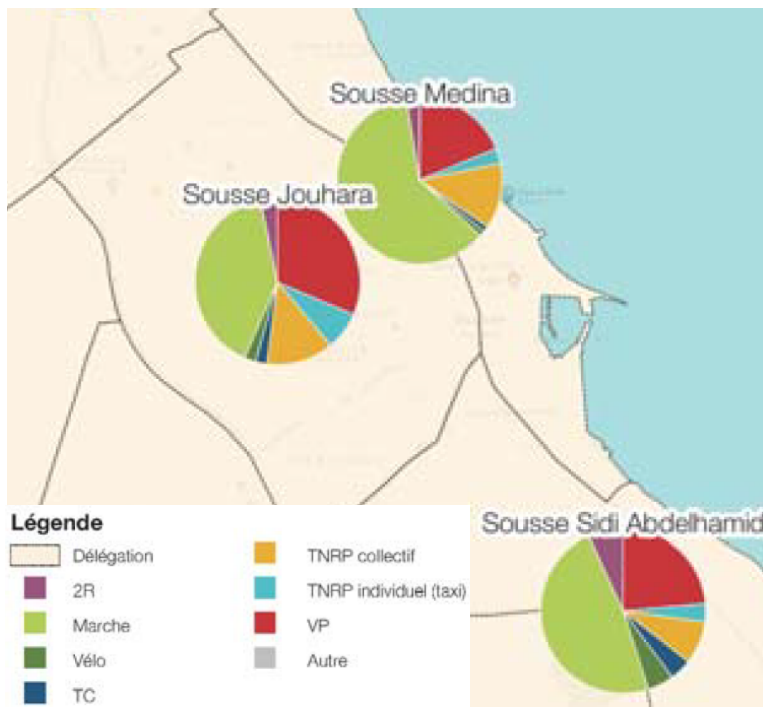 Sousse Medina
Sousse Jouhara
Sousse Sidi Abdelhamid
Légende
Délégation
2R
Marche
Vélo
TC
TNRP collectif
TNRP individuel (taxi)
VP
Autre